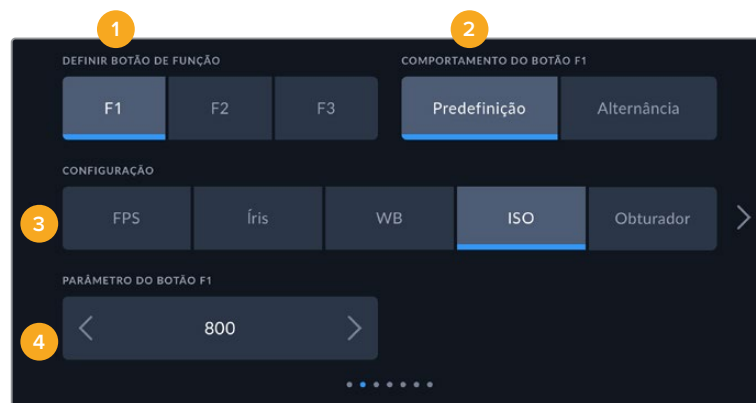 1 2
DEFINIR BOTÃO DE FUNÇÃO COMPORTAMENTO DO BOTÃO F1
F1 F2 F3 Predefinição Alternância
CONFIGURAÇÃO
3 FPS Íris WB ISO Obturador
PARÂMETRO DO BOTÃO F1
4 800